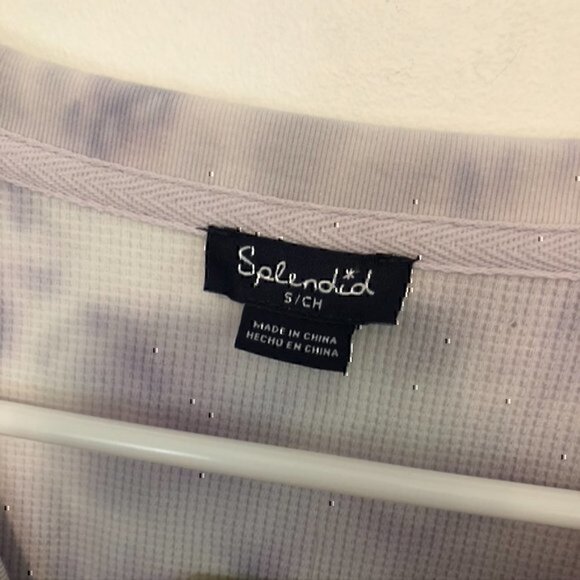 Splendid
S/CH
MADE IN CHINA
HECHO EN CHINA